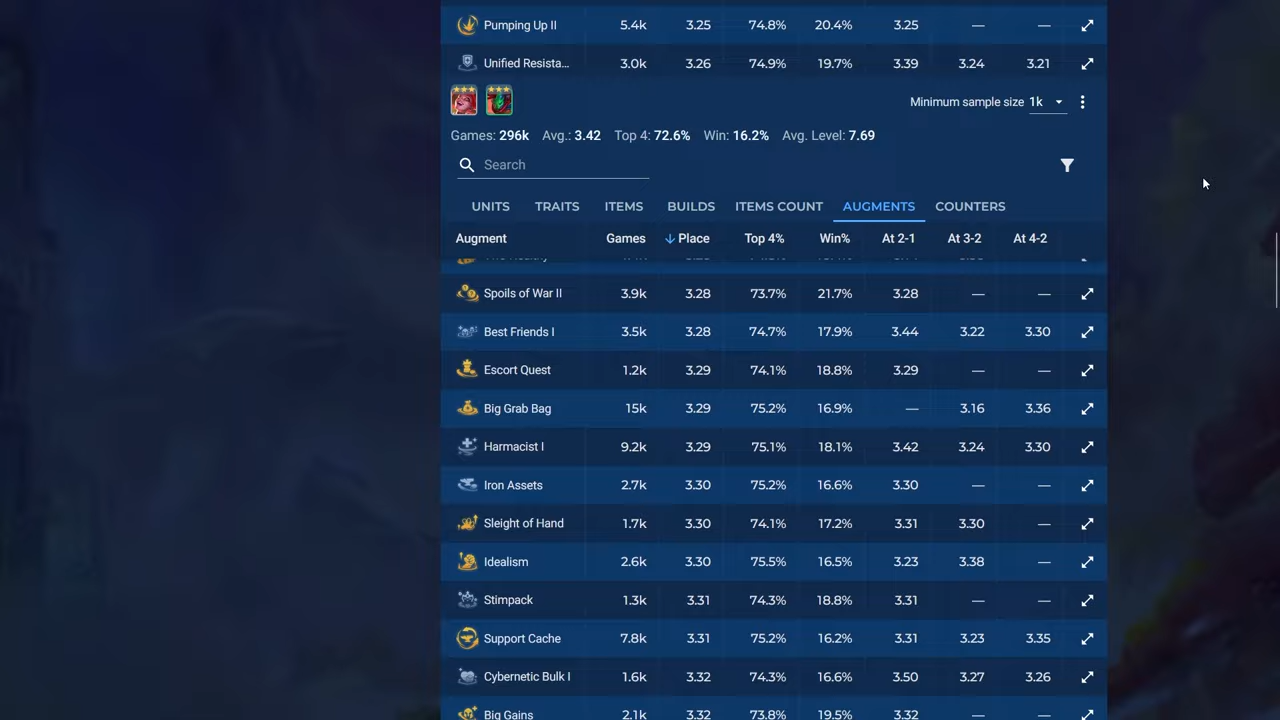 Pumping Up II 5.4k 3.25 74.8% 20.4% 3.25 — —
Unified Resista... 3.0k 3.26 74.9% 19.7% 3.39 3.24 3.21
Minimum sample size 1k
Games: 296k Avg.: 3.42 Top 4: 72.6% Win: 16.2% Avg. Level: 7.69
Search
UNITS TRAITS ITEMS BUILDS ITEMS COUNT AUGMENTS COUNTERS
Augment Games Place Top 4% Win% At 2-1 At 3-2 At 4-2
Spoils of War II 3.9k 3.28 73.7% 21.7% 3.28 — —
Best Friends I 3.5k 3.28 74.7% 17.9% 3.44 3.22 3.30
Escort Quest 1.2k 3.29 74.1% 18.8% 3.29 — —
Big Grab Bag 15k 3.29 75.2% 16.9% — 3.16 3.36
Harmacist I 9.2k 3.29 75.1% 18.1% 3.42 3.24 3.30
Iron Assets 2.7k 3.30 75.2% 16.6% 3.30 — —
Sleight of Hand 1.7k 3.30 74.1% 17.2% 3.31 3.30 —
Idealism 2.6k 3.30 75.5% 16.5% 3.23 3.38 —
Stimpack 1.3k 3.31 74.3% 18.8% 3.31 — —
Support Cache 7.8k 3.31 75.2% 16.2% 3.31 3.23 3.35
Cybernetic Bulk I 1.6k 3.32 74.3% 16.6% 3.50 3.27 3.26
Big Gains 2.1k 3.32 73.8% 19.5% 3.32 — —